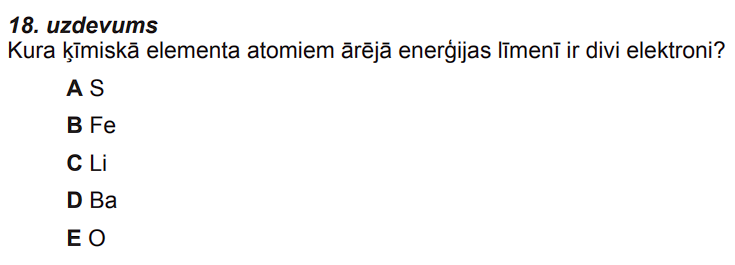 18. uzdevums
Kura ķīmiskā elementa atomiem ārējā enerģijas līmenī ir divi elektroni?
A S
B Fe
C Li
D Ba
E O